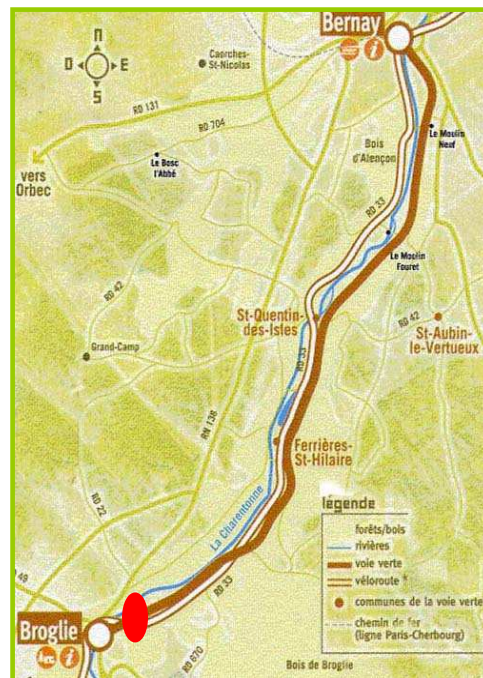 Bernay
N
O E
S
Caorches-
St-Nicolas
RD 131
RD 704
Le Moulin
Neuf
Bois
d'Alençon
vers
Orbec
Le Bosc
l'Abbé
RD 33
Le Moulin
Fouret
RD 42
St-Quentin-
des-Isles
RD 42
St-Aubin-
le-Vertueux
Grand-Camp
RD 33
RN 138
Ferrières-
St-Hilaire
RD 22
La Charentonne
légende
forêts/bois
rivières
voie verte
véloroute *
communes de la voie verte
chemin de fer
(ligne Paris-Cherbourg)
RD 49
RD 33
Broglie
RD 670
Bois de Broglie